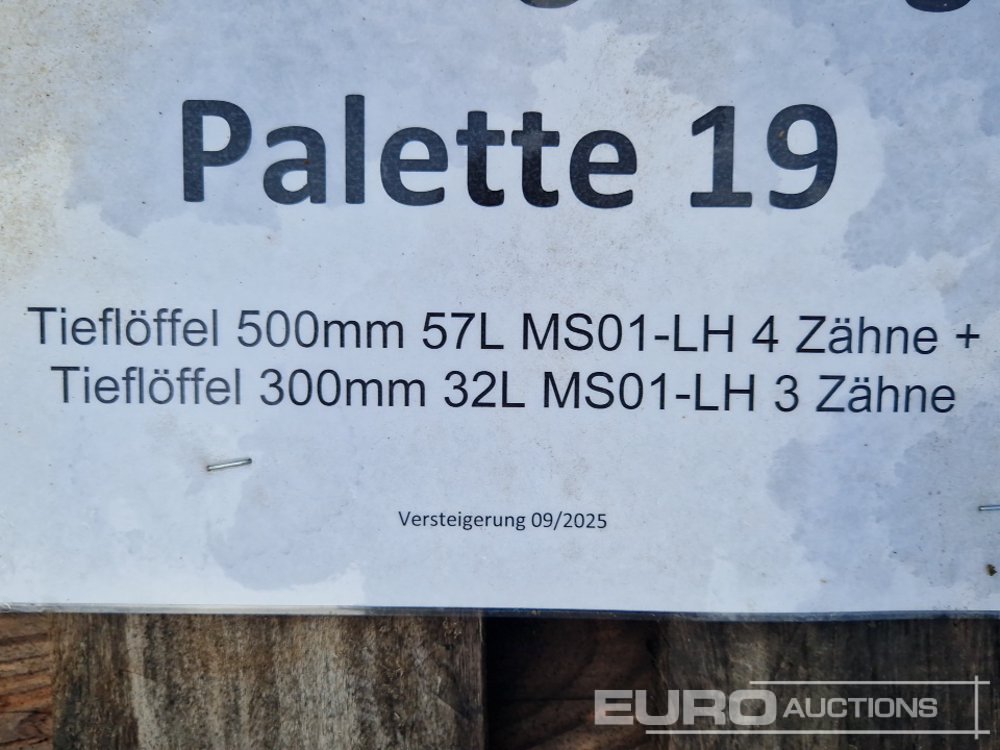 Palette 19
Tieflöffel 500mm 57L MS01-LH 4 Zähne +
Tieflöffel 300mm 32L MS01-LH 3 Zähne
Versteigerung 09/2025
EURO AUCTIONS